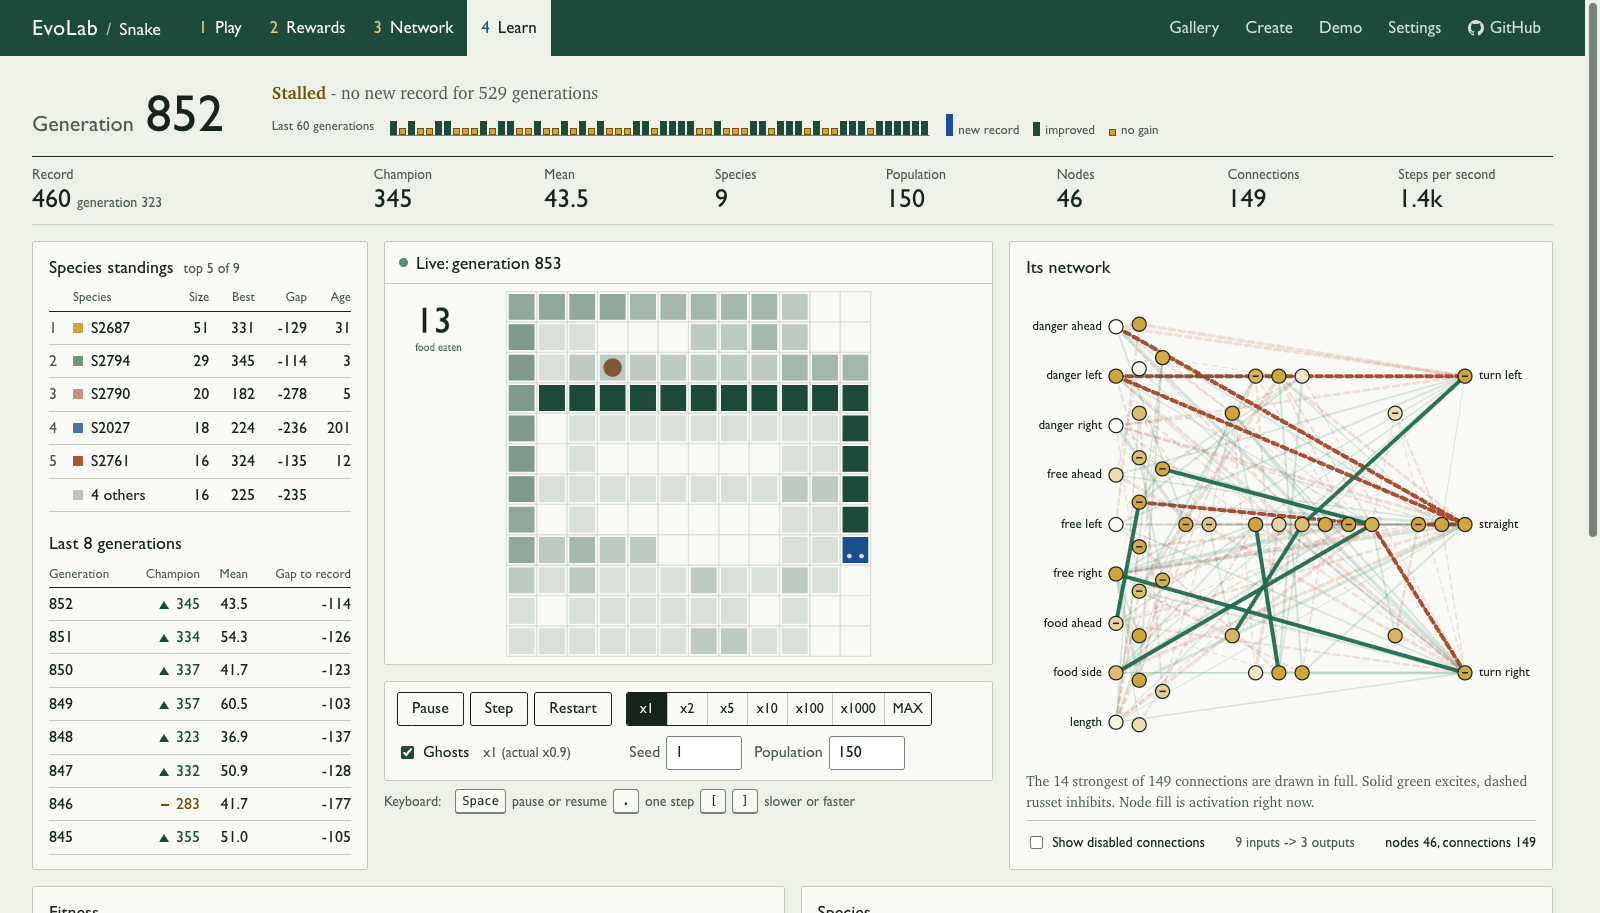 EvoLab / Snake 1 Play 2 Rewards 3 Network 4 Learn Gallery Create Demo Settings GitHub
Generation 852
Stalled - no new record for 529 generations
Last 60 generations new record improved no gain
Record Champion Mean Species Population Nodes Connections Steps per second
460 generation 323 345 43.5 9 150 46 149 1.4k
Species standings top 5 of 9
Species Size Best Gap Age
1 S2687 51 331 -129 31
2 S2794 29 345 -114 3
3 S2790 20 182 -278 5
4 S2027 18 224 -236 201
5 S2761 16 324 -135 12
4 others 16 225 -235
Last 8 generations
Generation Champion Mean Gap to record
852 ▲ 345 43.5 -114
851 ▲ 334 54.3 -126
850 ▲ 337 41.7 -123
849 ▲ 357 60.5 -103
848 ▲ 323 36.9 -137
847 ▲ 332 50.9 -128
846 – 283 41.7 -177
845 ▲ 355 51.0 -105
Live: generation 853
13
food eaten
Pause Step Restart x1 x2 x5 x10 x100 x1000 MAX
Ghosts x1 (actual x0.9) Seed 1 Population 150
Keyboard: Space pause or resume . one step [ ] slower or faster
Its network
danger ahead
danger left
danger right
free ahead
free left
free right
food ahead
food side
length
turn left
straight
turn right
The 14 strongest of 149 connections are drawn in full. Solid green excites, dashed
russet inhibits. Node fill is activation right now.
Show disabled connections 9 inputs -> 3 outputs nodes 46, connections 149
Fitness
Species